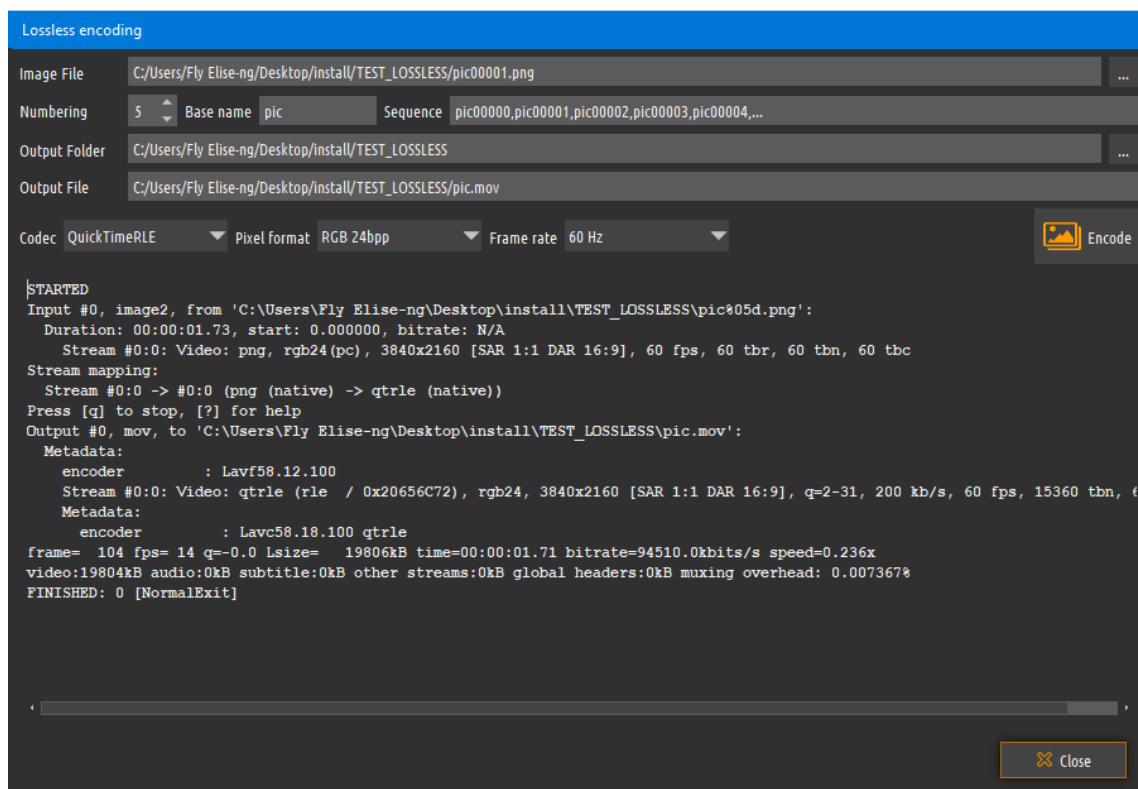 Lossless encoding
Image File C:/Users/Fly Elise-ng/Desktop/install/TEST_LOSSLESS/pic00001.png ...
Numbering 5 Base name pic Sequence pic00000,pic00001,pic00002,pic00003,pic00004,...
Output Folder C:/Users/Fly Elise-ng/Desktop/install/TEST_LOSSLESS ...
Output File C:/Users/Fly Elise-ng/Desktop/install/TEST_LOSSLESS/pic.mov
Codec QuickTimeRLE Pixel format RGB 24bpp Frame rate 60 Hz Encode
STARTED
Input #0, image2, from 'C:\Users\Fly Elise-ng\Desktop\install\TEST_LOSSLESS\pic%05d.png':
Duration: 00:00:01.73, start: 0.000000, bitrate: N/A
Stream #0:0: Video: png, rgb24(pc), 3840x2160 [SAR 1:1 DAR 16:9], 60 fps, 60 tbr, 60 tbn, 60 tbc
Stream mapping:
Stream #0:0 -> #0:0 (png (native) -> qtrle (native))
Press [q] to stop, [?] for help
Output #0, mov, to 'C:\Users\Fly Elise-ng\Desktop\install\TEST_LOSSLESS\pic.mov':
Metadata:
encoder : Lavf58.12.100
Stream #0:0: Video: qtrle (rle / 0x20656C72), rgb24, 3840x2160 [SAR 1:1 DAR 16:9], q=2-31, 200 kb/s, 60 fps, 15360 tbn,
Metadata:
encoder : Lavc58.18.100 qtrle
frame= 104 fps= 14 q=-0.0 Lsize= 19806kB time=00:00:01.71 bitrate=94510.0kbits/s speed=0.236x
video:19804kB audio:0kB subtitle:0kB other streams:0kB global headers:0kB muxing overhead: 0.007367%
FINISHED: 0 [NormalExit]
Close